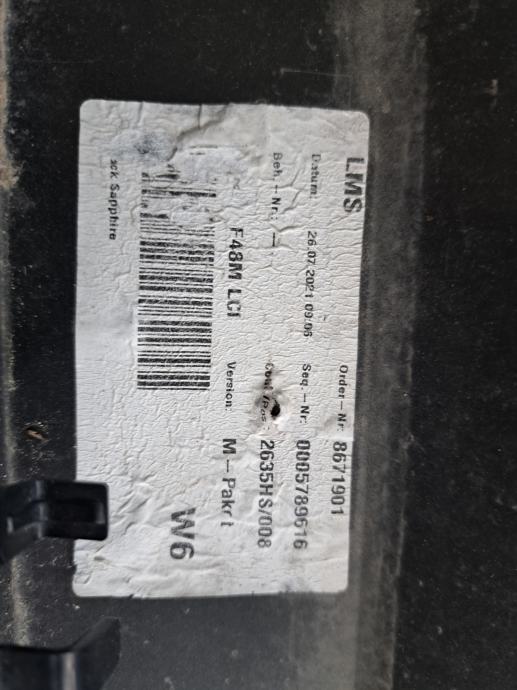 LMS Order-Nr: 8671901
Datum: 26.07.2021 09:06 Seq.-Nr: 0005789616
Beh.-Nr.: --- 2635HS/008
F48M LCI Version: M-Paket
W6
ack Sapphire